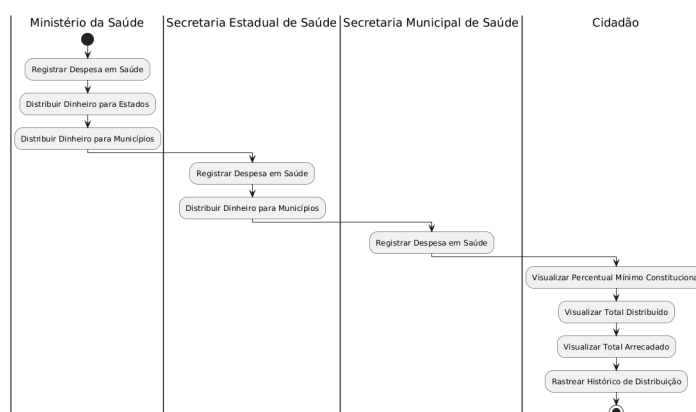 Ministério da Saúde
Secretaria Estadual de Saúde
Secretaria Municipal de Saúde
Cidadão
Registrar Despesa em Saúde
Distribuir Dinheiro para Estados
Distribuir Dinheiro para Municípios
Registrar Despesa em Saúde
Distribuir Dinheiro para Municípios
Registrar Despesa em Saúde
Visualizar Percentual Mínimo Constituciona
Visualizar Total Distribuído
Visualizar Total Arrecadado
Rastrear Histórico de Distribuição